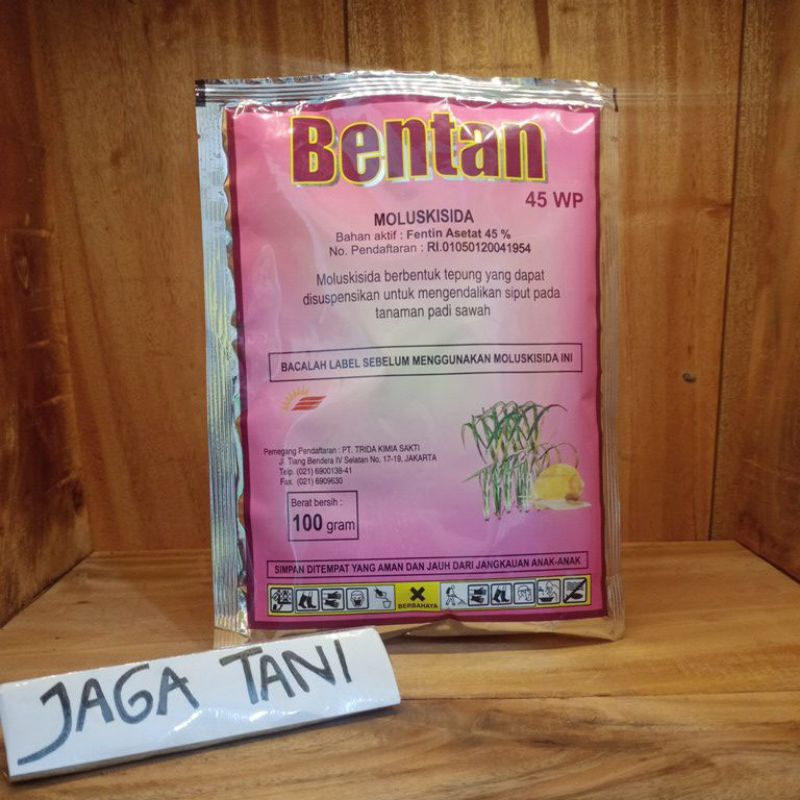 Bentan
45 WP
MOLUSKISIDA
Bahan aktif : Fentin Asetat 45 %
No. Pendaftaran : RI.01050120041954
Moluskisida berbentuk tepung yang dapat
disuspensikan untuk mengendalikan siput pada
tanaman padi sawah
BACALAH LABEL SEBELUM MENGGUNAKAN MOLUSKISIDA INI
Pemegang Pendaftaran : PT. TRIDA KIMIA SAKTI
Jl. Tiang Bendera IV Selatan No. 17-19, JAKARTA
Telp. (021) 6900138-41
Fax. (021) 6909630
Berat bersih :
100 gram
SIMPAN DITEMPAT YANG AMAN DAN JAUH DARI JANGKAUAN ANAK-ANAK
BERBAHAYA
JAGA TANI